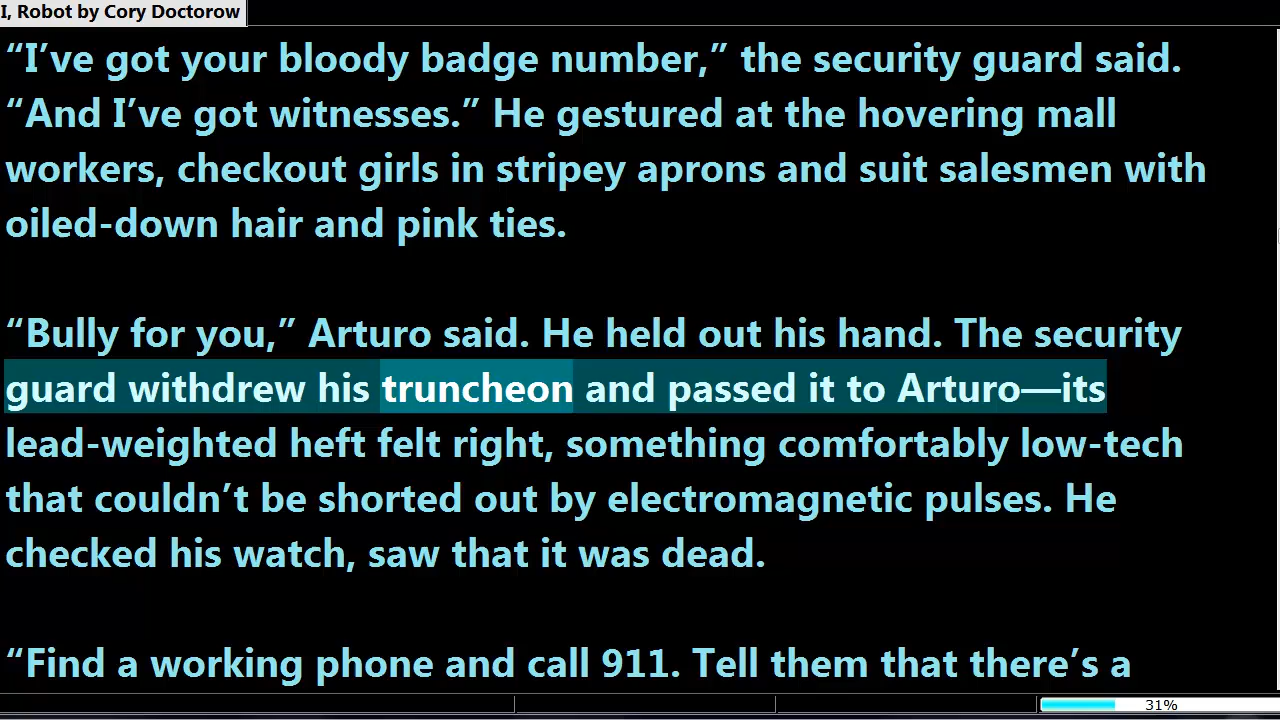 I, Robot by Cory Doctorow
“I’ve got your bloody badge number,” the security guard said.
“And I’ve got witnesses.” He gestured at the hovering mall
workers, checkout girls in stripey aprons and suit salesmen with
oiled-down hair and pink ties.
“Bully for you,” Arturo said. He held out his hand. The security
guard withdrew his truncheon and passed it to Arturo—its
lead-weighted heft felt right, something comfortably low-tech
that couldn’t be shorted out by electromagnetic pulses. He
checked his watch, saw that it was dead.
“Find a working phone and call 911. Tell them that there’s a
31%